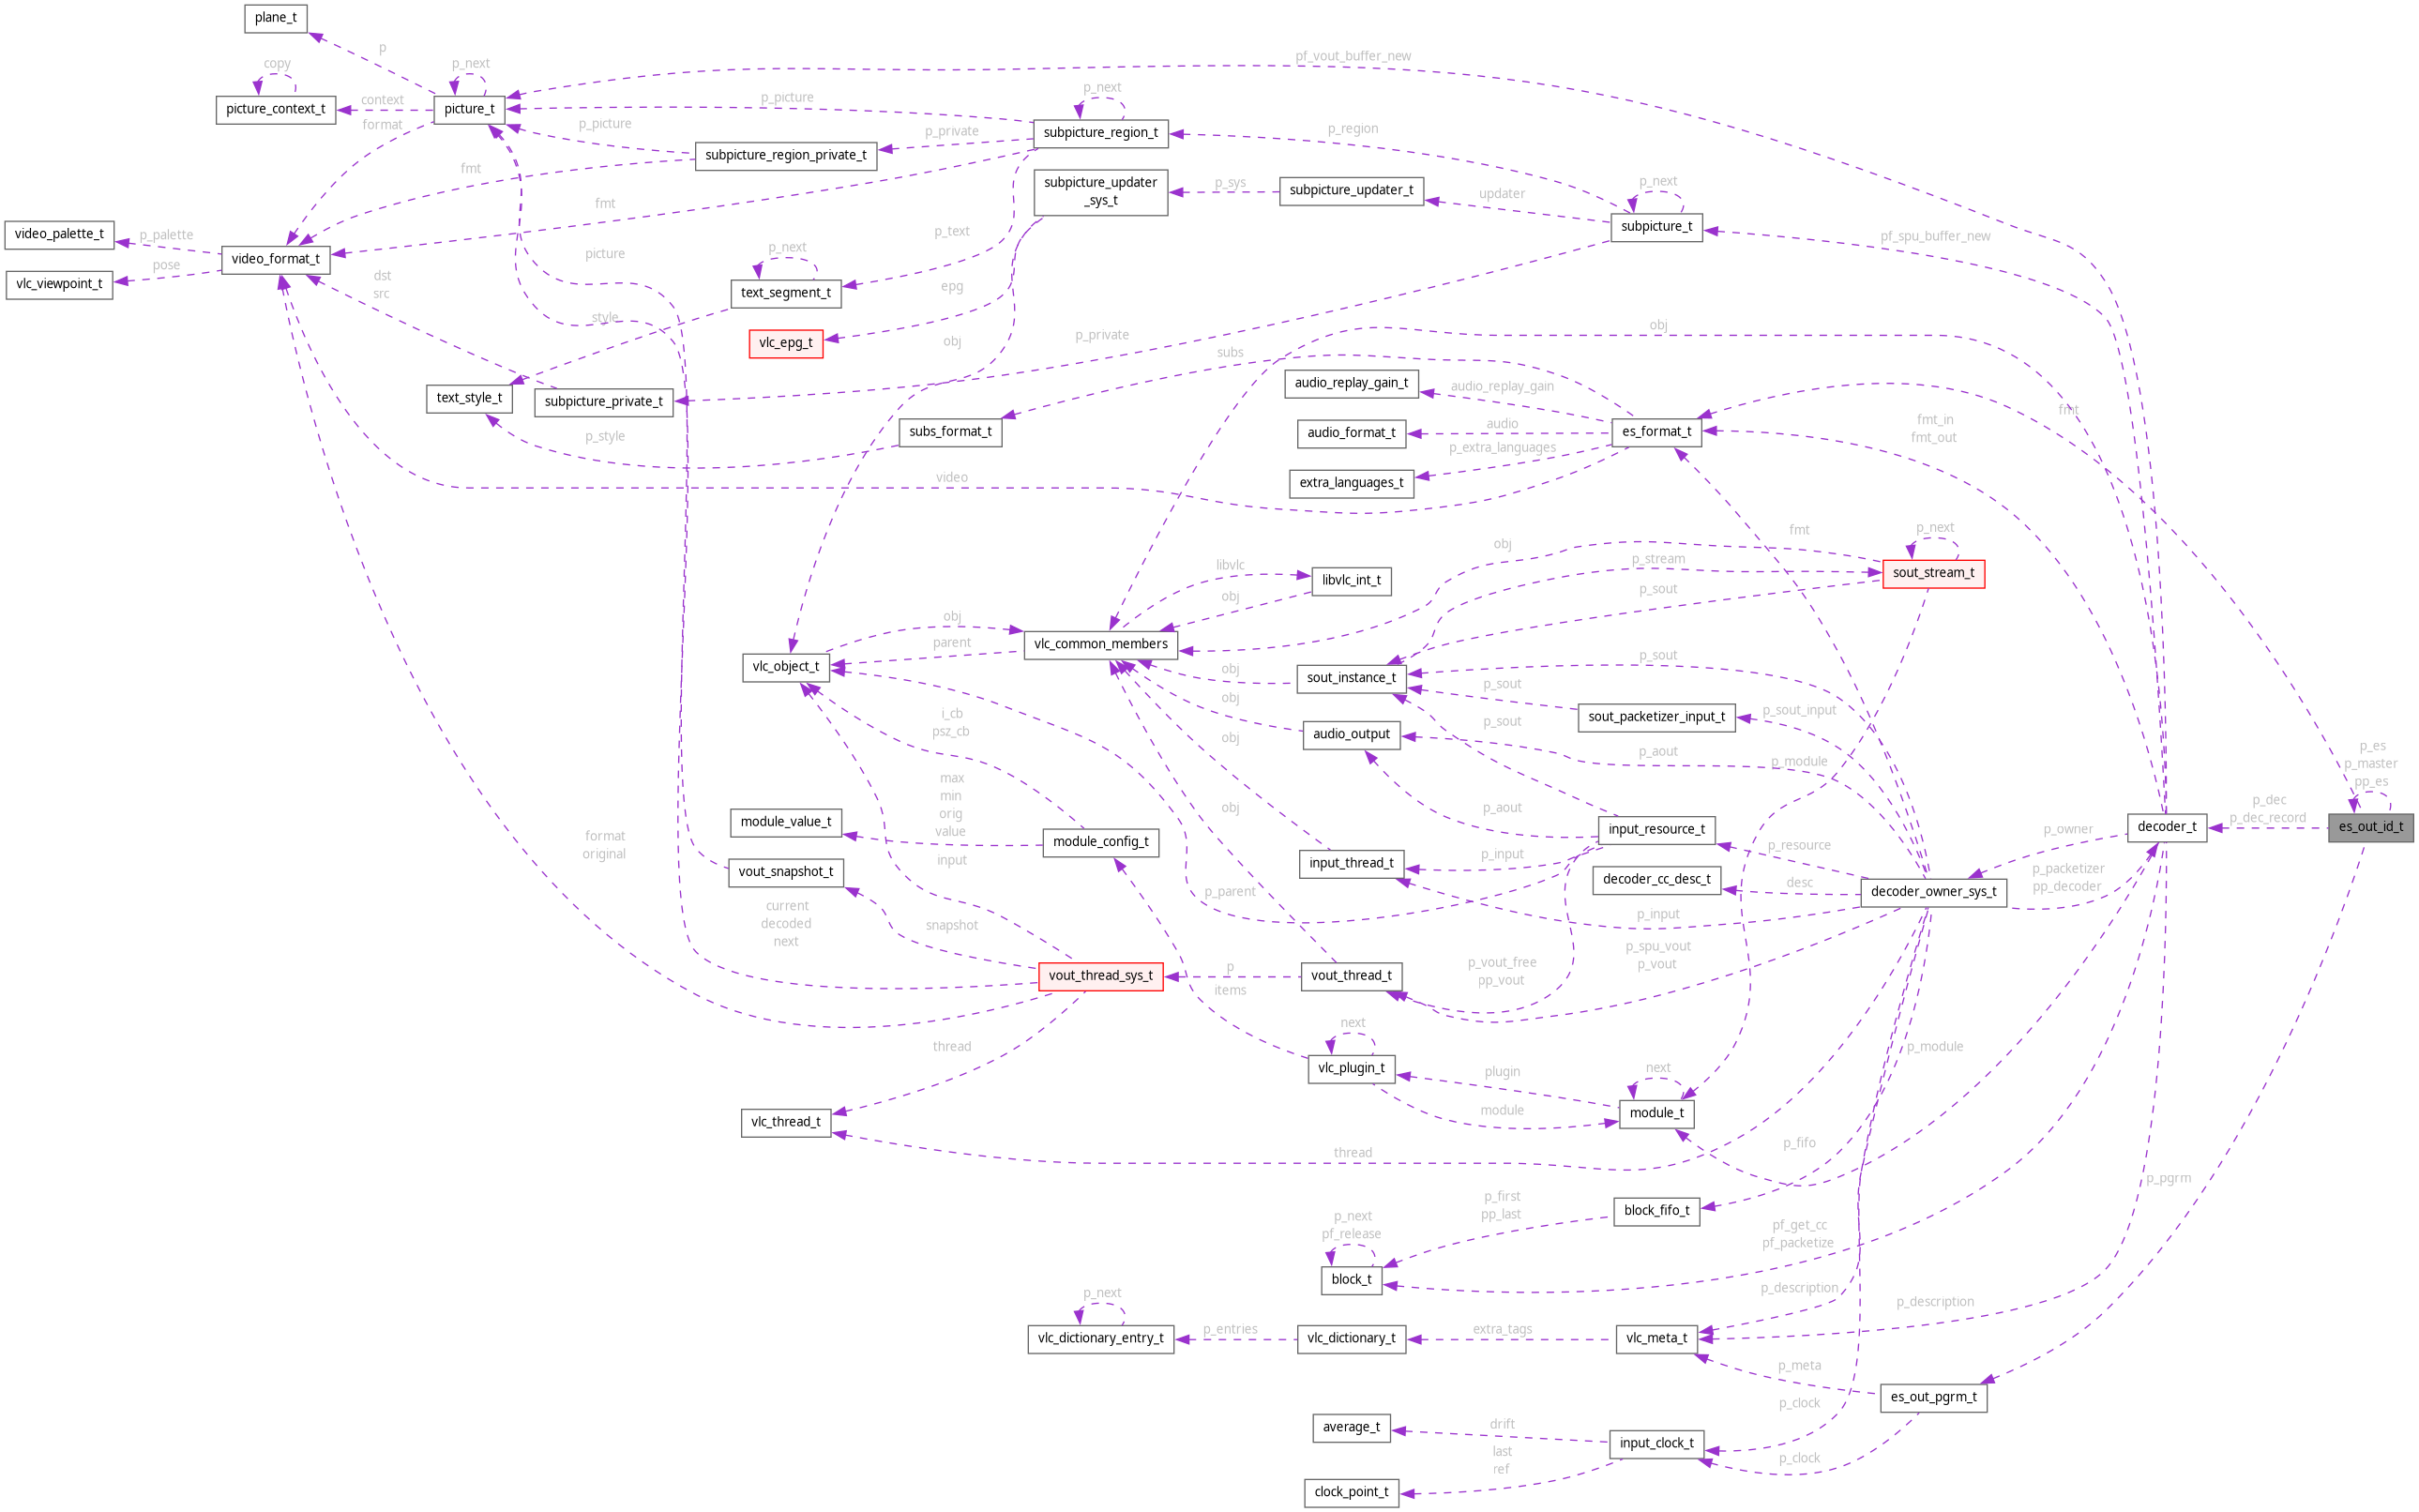 plane_t
p
pf_vout_buffer_new
copy
p_next
p_next
picture_context_t
context
picture_t
p_picture
format
p_picture
p_private
subpicture_region_t
p_region
subpicture_region_private_t
fmt
subpicture_updater
_sys_t
p_sys
subpicture_updater_t
updater
p_next
subpicture_t
fmt
p_text
pf_spu_buffer_new
video_palette_t
p_palette
video_format_t
pose
vlc_viewpoint_t
picture
dst
src
p_next
text_segment_t
epg
style
vlc_epg_t
obj
p_private
obj
subs
text_style_t
subpicture_private_t
audio_replay_gain_t
audio_replay_gain
fmt
fmt_in
fmt_out
p_style
subs_format_t
audio_format_t
audio
p_extra_languages
es_format_t
video
extra_languages_t
fmt
p_next
obj
libvlc
p_stream
sout_stream_t
libvlc_int_t
obj
p_sout
obj
parent
vlc_common_members
vlc_object_t
obj
sout_instance_t
p_sout
p_sout
obj
i_cb
psz_cb
obj
audio_output
p_sout
sout_packetizer_input_t
p_sout_input
p_aout
p_module
p_es
p_master
pp_es
max
min
orig
value
module_value_t
module_config_t
obj
p_aout
input_resource_t
p_resource
p_owner
decoder_t
p_dec
p_dec_record
es_out_id_t
format
original
input
vout_snapshot_t
input_thread_t
p_input
decoder_cc_desc_t
desc
decoder_owner_sys_t
p_packetizer
pp_decoder
p_parent
current
decoded
next
snapshot
p_input
vout_thread_sys_t
p
items
vout_thread_t
p_vout_free
pp_vout
p_spu_vout
p_vout
thread
next
vlc_plugin_t
plugin
next
p_module
vlc_thread_t
module
module_t
thread
p_fifo
p_pgrm
p_first
pp_last
block_fifo_t
p_next
pf_release
block_t
pf_get_cc
pf_packetize
p_next
p_description
p_description
vlc_dictionary_entry_t
p_entries
vlc_dictionary_t
extra_tags
vlc_meta_t
p_meta
es_out_pgrm_t
p_clock
average_t
drift
input_clock_t
last
ref
p_clock
clock_point_t